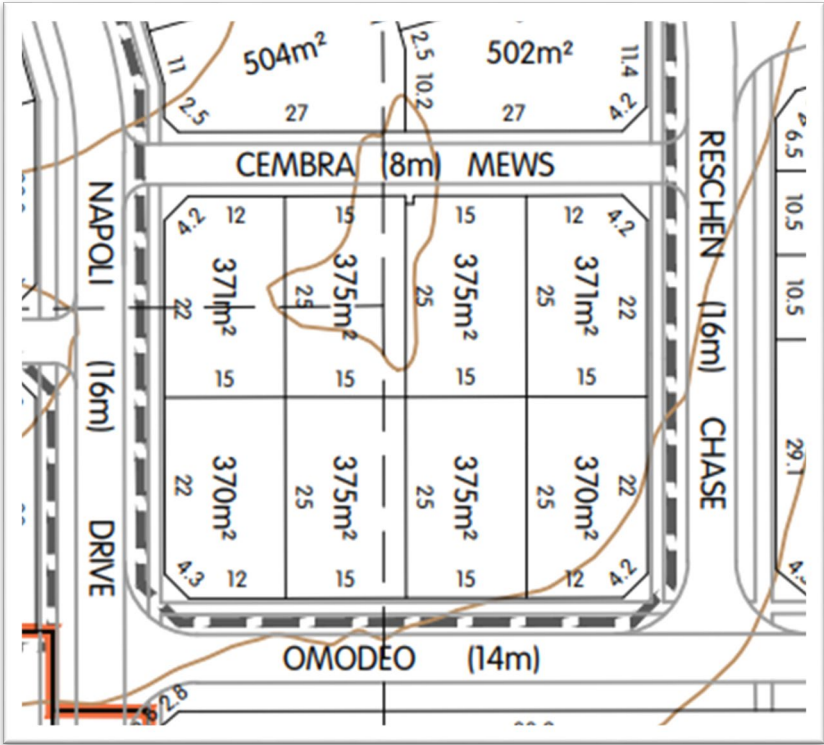 504m²
502m²
11
2.5
27
2.5
10.2
27
11.4
4.2
CEMBRA (8m) MEWS
NAPOLI (16m) DRIVE
RESCHEN (16m) CHASE
6.5
10.5
10.5
29.1
4.2
12
15
15
12
4.2
22
371m²
25
375m²
25
375m²
25
371m²
22
15
15
15
15
22
370m²
25
375m²
25
375m²
25
370m²
22
4.3
12
15
15
12
4.2
OMODEO (14m)
2.8